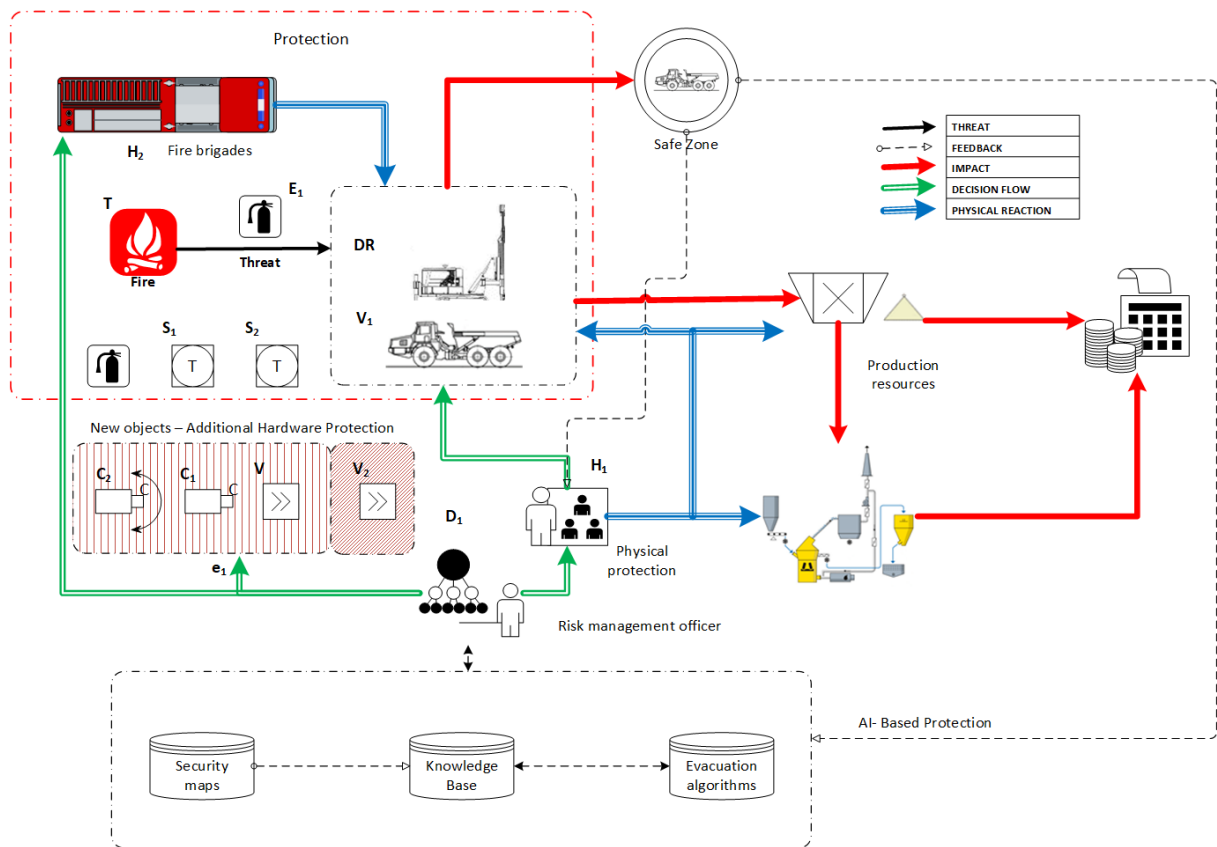 Protection
H2
Fire brigades
Safe Zone
THREAT
FEEDBACK
IMPACT
DECISION FLOW
PHYSICAL REACTION
T
E1
Fire
Threat
DR
V1
S1
S2
T
T
Production
resources
New objects – Additional Hardware Protection
C2
C1
V
V2
C
C
H1
D1
Physical
protection
e1
Risk management officer
AI- Based Protection
Security
maps
Knowledge
Base
Evacuation
algorithms